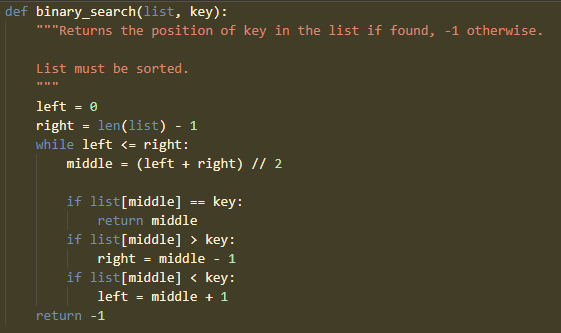 def binary_search(list, key):
    """Returns the position of key in the list if found, -1 otherwise.

    List must be sorted.
    """
    left = 0
    right = len(list) - 1
    while left <= right:
        middle = (left + right) // 2

        if list[middle] == key:
            return middle
        if list[middle] > key:
            right = middle - 1
        if list[middle] < key:
            left = middle + 1
    return -1